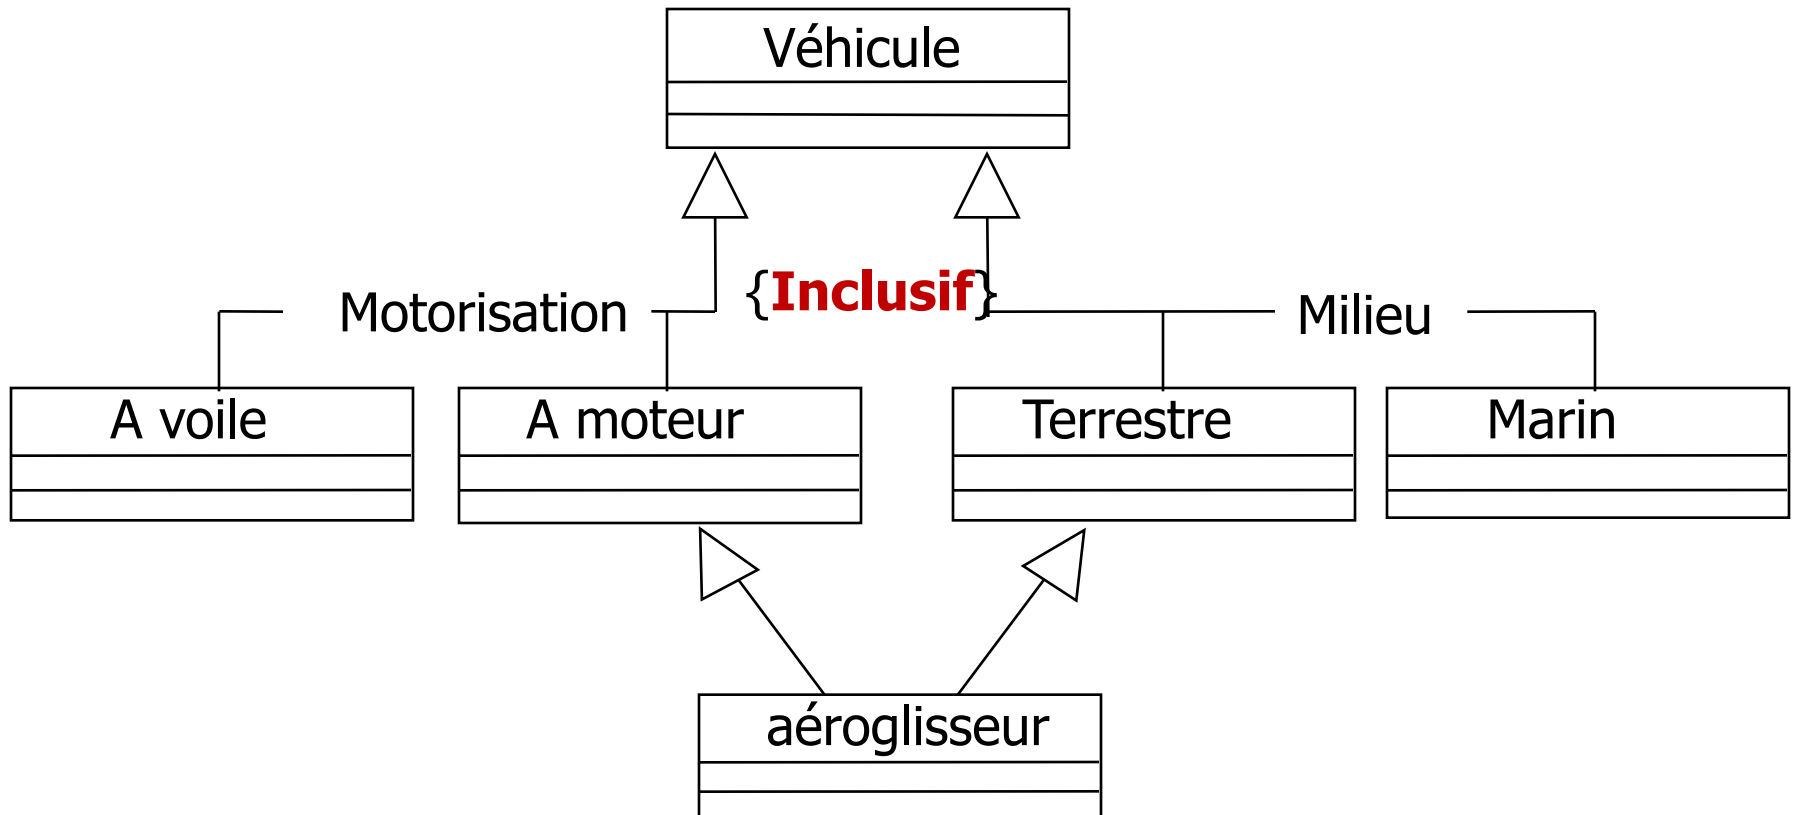 Véhicule
{Inclusif}
Motorisation
Milieu
A voile
A moteur
Terrestre
Marin
aéroglisseur